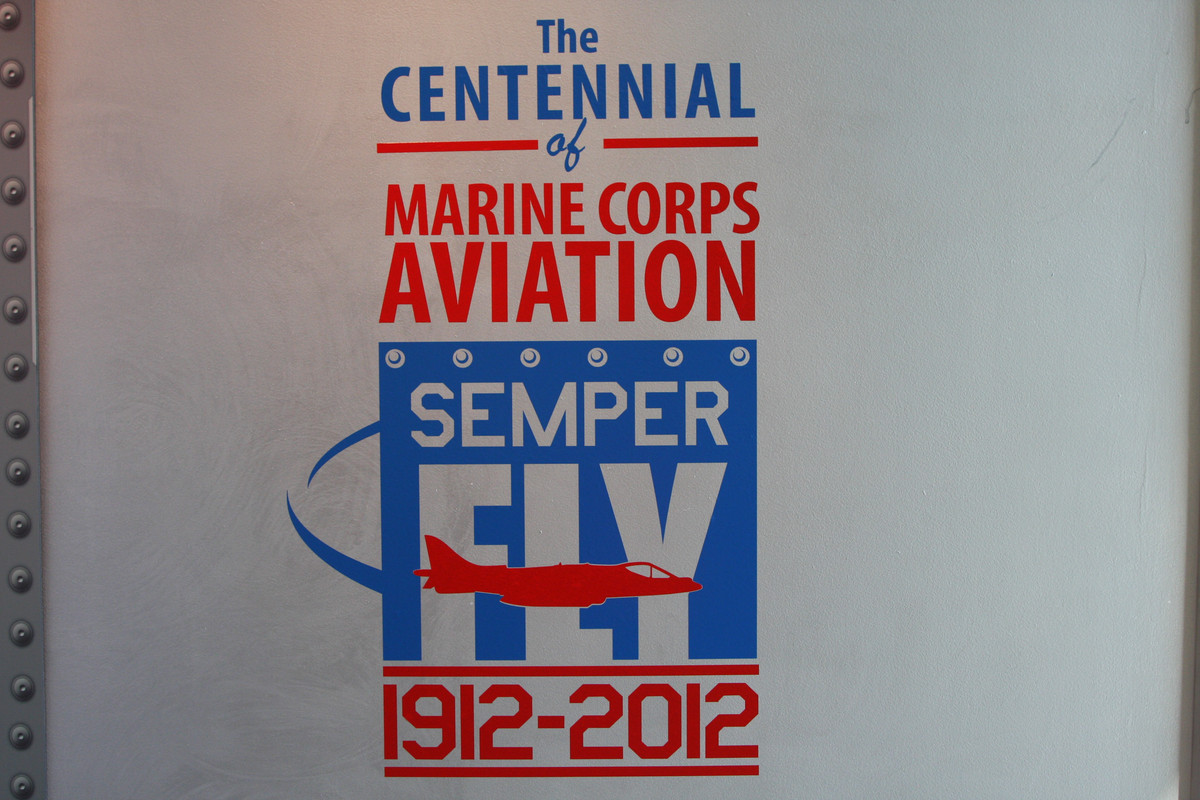 The
CENTENNIAL
of
MARINE CORPS
AVIATION
SEMPER
FLY
1912-2012